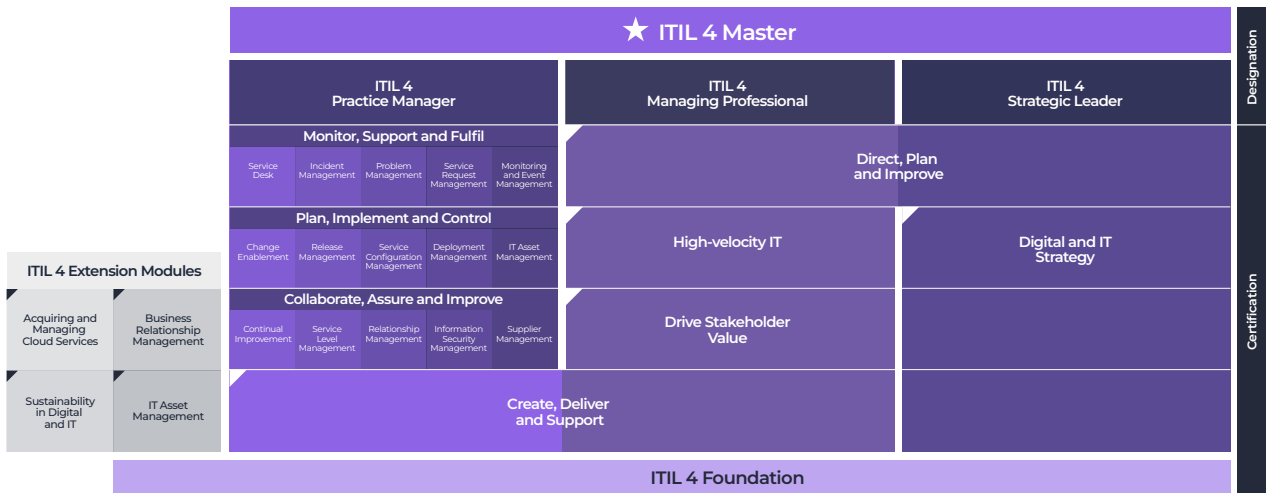 ITIL 4 Master
Designation
ITIL 4
Practice Manager
ITIL 4
Managing Professional
ITIL 4
Strategic Leader
Monitor, Support and Fulfil
Service
Desk
Incident
Management
Problem
Management
Service
Request
Management
Monitoring
and Event
Management
Direct, Plan
and Improve
Plan, Implement and Control
Change
Enablement
Release
Management
Service
Configuration
Management
Deployment
Management
IT Asset
Management
High-velocity IT
Digital and IT
Strategy
Certification
ITIL 4 Extension Modules
Acquiring and
Managing
Cloud Services
Business
Relationship
Management
Sustainability
in Digital
and IT
IT Asset
Management
Collaborate, Assure and Improve
Continual
Improvement
Service
Level
Management
Relationship
Management
Information
Security
Management
Supplier
Management
Drive Stakeholder
Value
Create, Deliver
and Support
ITIL 4 Foundation